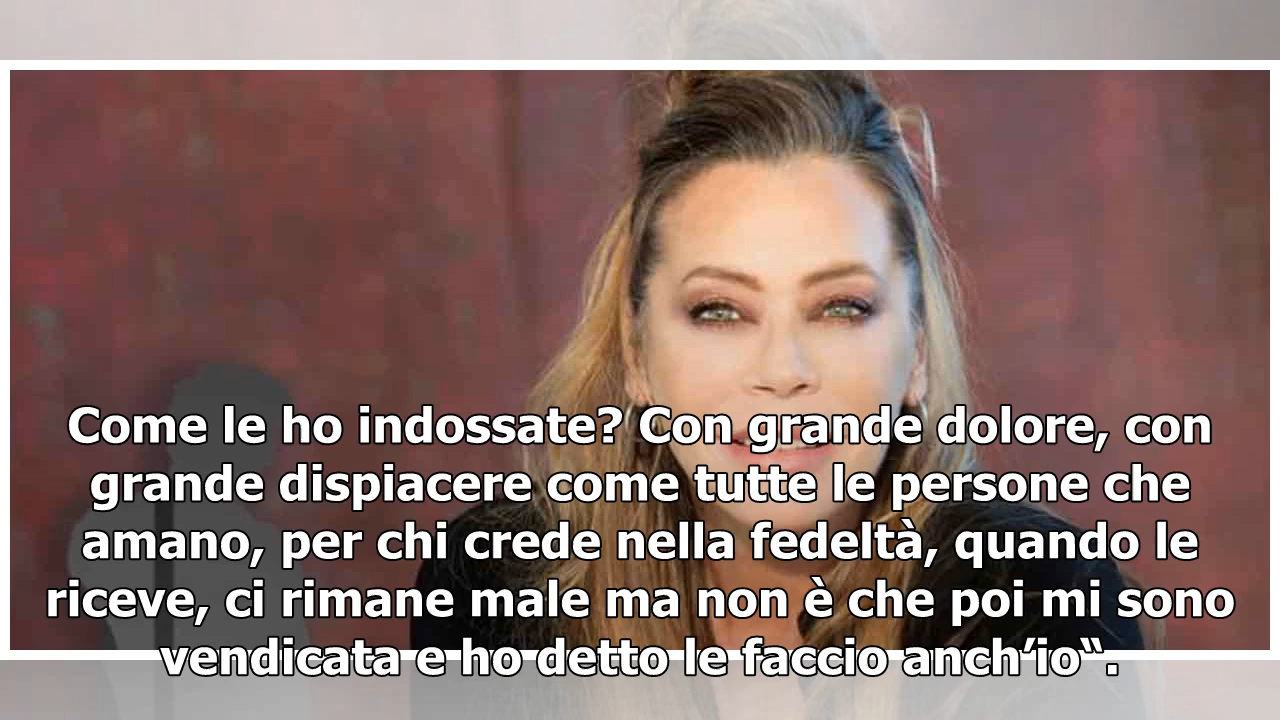 Come le ho indossate? Con grande dolore, con
grande dispiacere come tutte le persone che
amano, per chi crede nella fedeltà, quando le
riceve, ci rimane male ma non è che poi mi sono
vendicata e ho detto le faccio anch’io“.